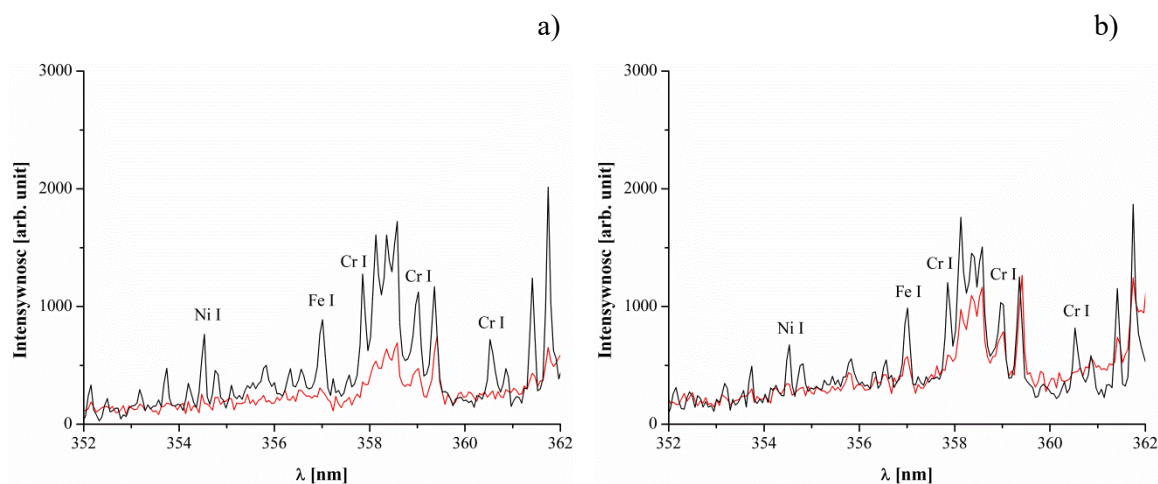 a)
3000
2000
1000
0
Intensywnosc [arb. unit]
Ni I
Fe I
Cr I
Cr I
Cr I
352 354 356 358 360 362
λ [nm]
b)
3000
2000
1000
0
Intensywnosc [arb. unit]
Ni I
Fe I
Cr I
Cr I
Cr I
352 354 356 358 360 362
λ [nm]